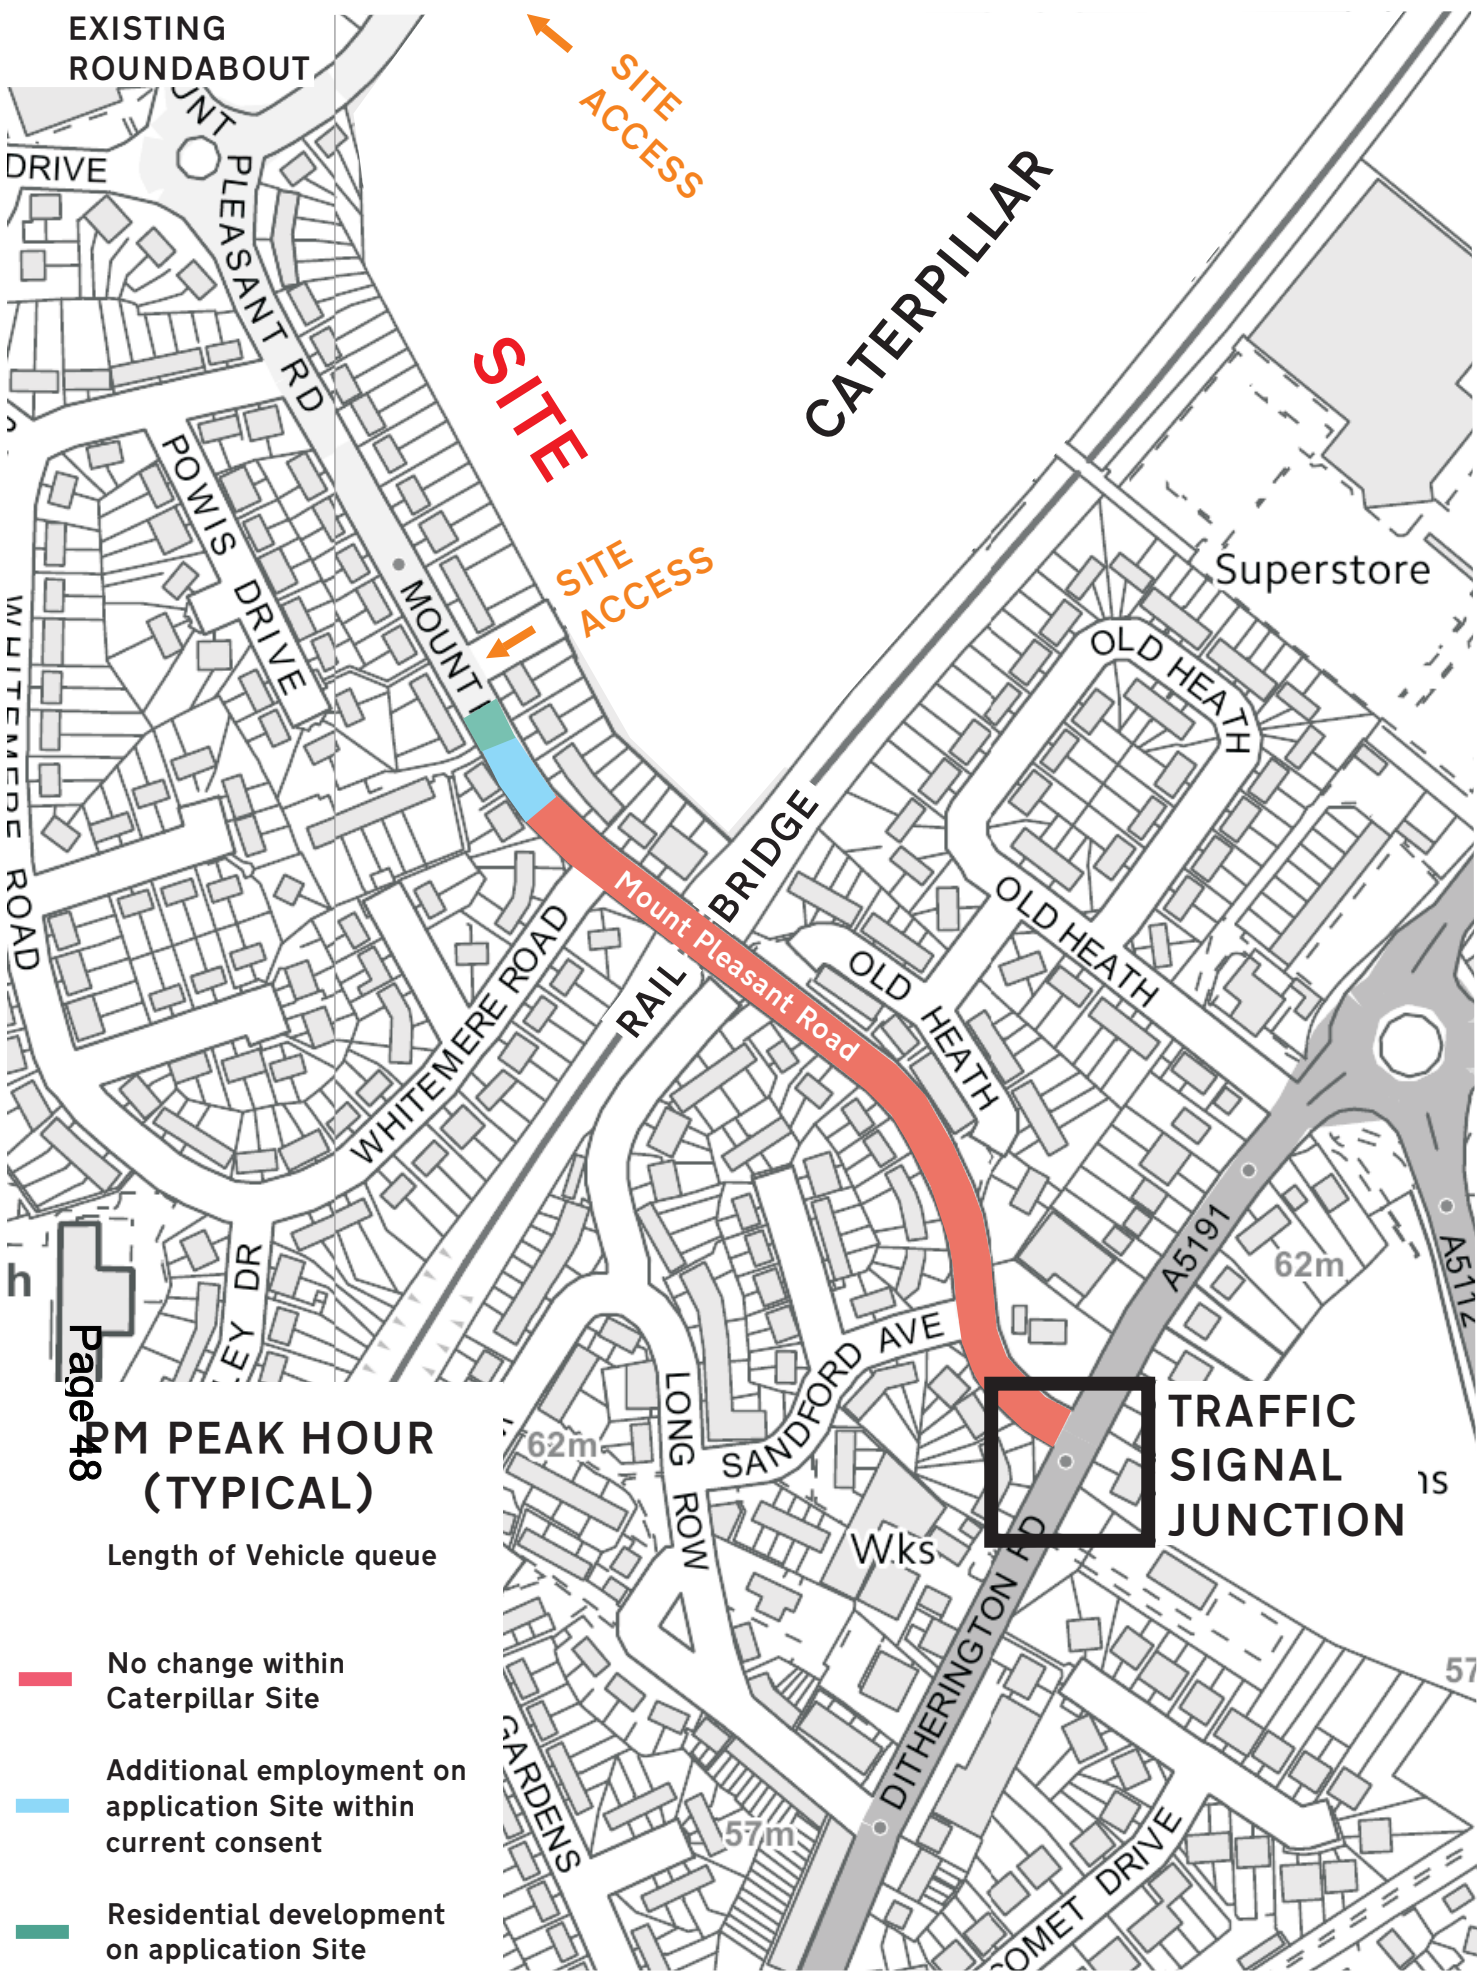 EXISTING
ROUNDABOUT
SITE
ACCESS
DRIVE
PLEASANT RD
CATERPILLAR
SITE
POWIS DRIVE
SITE
ACCESS
MOUNT
Superstore
OLD HEATH
WHITEMERE ROAD
RAIL BRIDGE
Mount Pleasant Road
OLD HEATH
OLD HEATH
WHITEMERE ROAD
A5191
62m
A5112
SANDFORD AVE
LONG ROW
62m
TRAFFIC
SIGNAL
JUNCTION
Wks
DITHERINGTON RD
57
GARDENS
57m
COMET DRIVE
Page 48
PM PEAK HOUR
(TYPICAL)
Length of Vehicle queue
No change within
Caterpillar Site
Additional employment on
application Site within
current consent
Residential development
on application Site